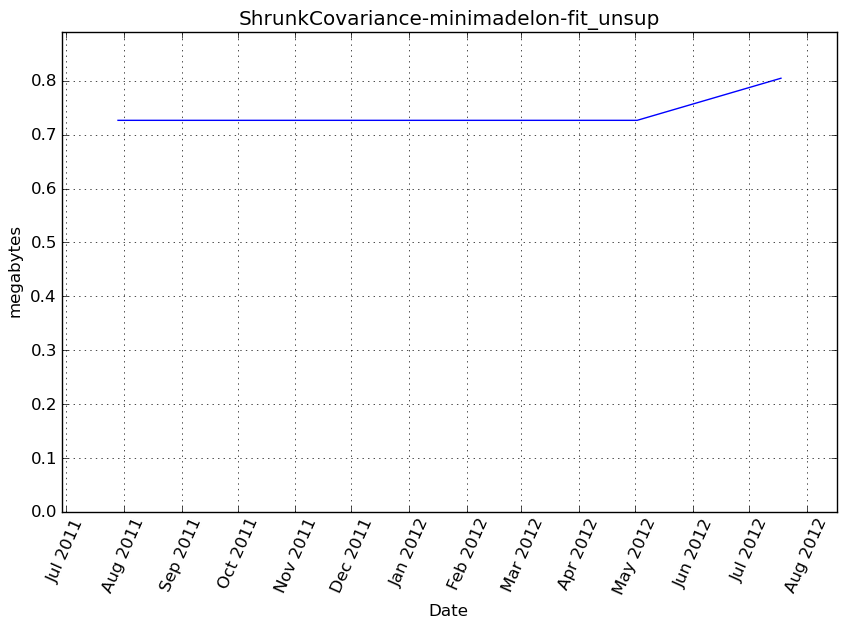 ShrunkCovariance-minimadelon-fit_unsup
megabytes
0.8
0.7
0.6
0.5
0.4
0.3
0.2
0.1
0.0
Jul 2011
Aug 2011
Sep 2011
Oct 2011
Nov 2011
Dec 2011
Jan 2012
Feb 2012
Mar 2012
Apr 2012
May 2012
Jun 2012
Jul 2012
Aug 2012
Date